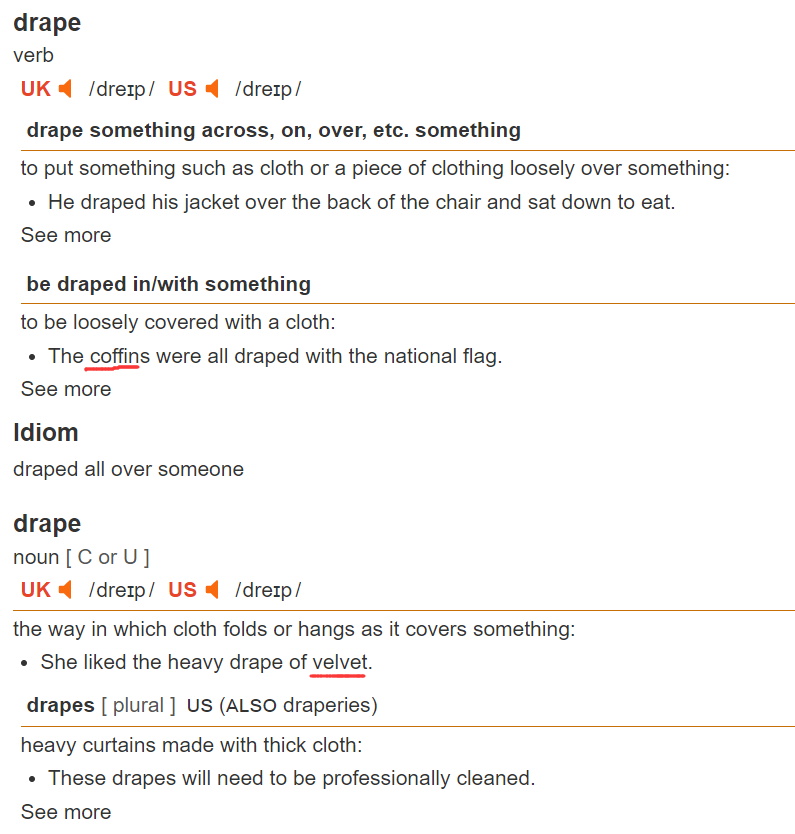 drape
verb
UK /dreɪp/ US /dreɪp/
drape something across, on, over, etc. something
to put something such as cloth or a piece of clothing loosely over something:
• He draped his jacket over the back of the chair and sat down to eat.
See more
be draped in/with something
to be loosely covered with a cloth:
• The coffins were all draped with the national flag.
See more
Idiom
draped all over someone
drape
noun [ C or U ]
UK /dreɪp/ US /dreɪp/
the way in which cloth folds or hangs as it covers something:
• She liked the heavy drape of velvet.
drapes [ plural ] US (ALSO draperies)
heavy curtains made with thick cloth:
• These drapes will need to be professionally cleaned.
See more